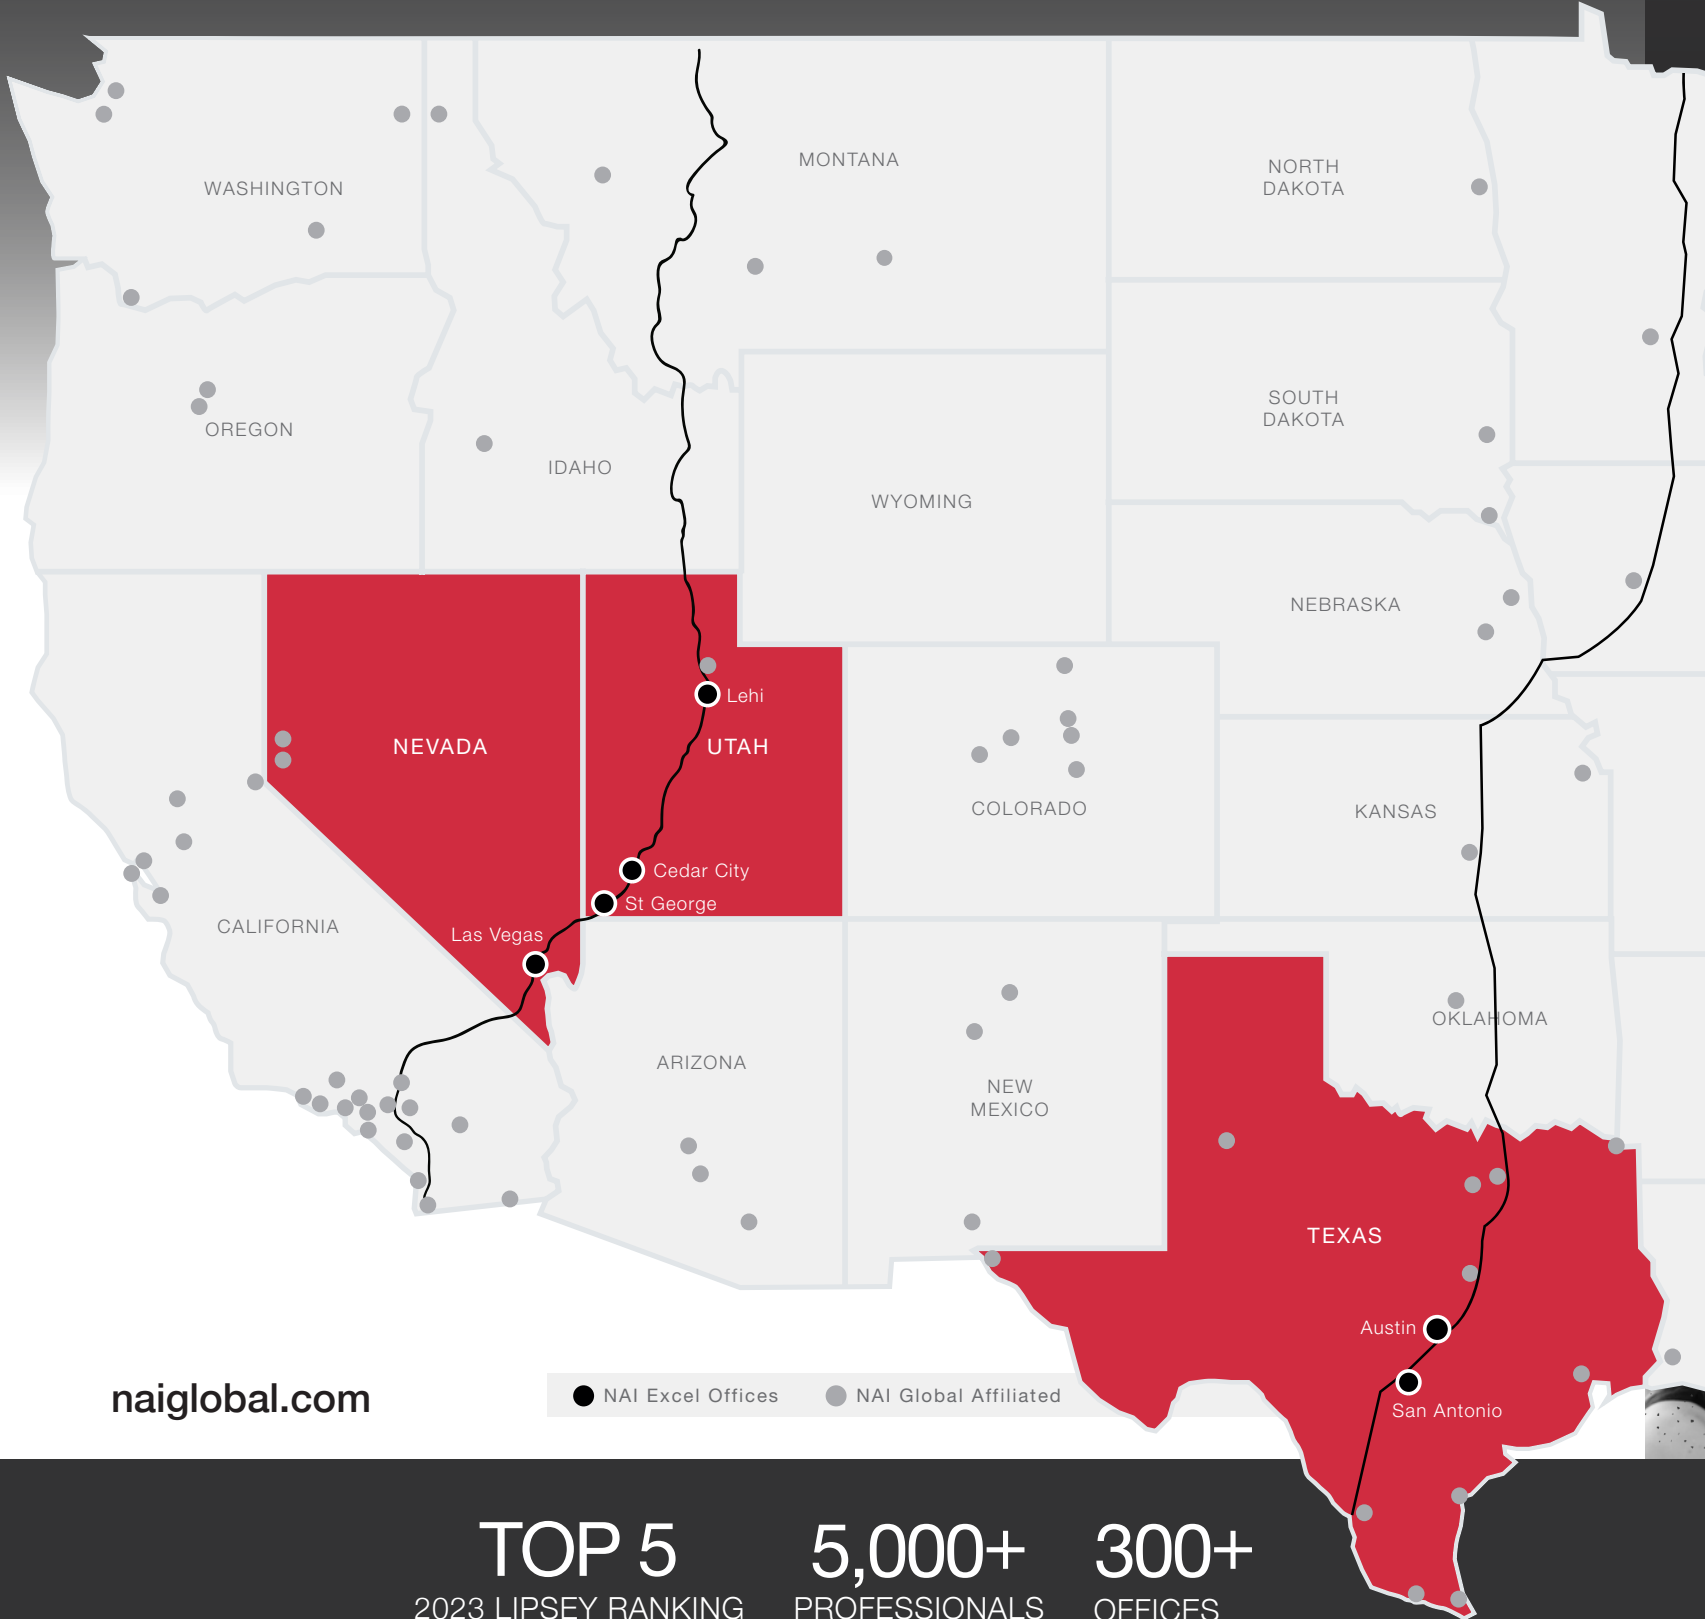 MONTANA
NORTH
DAKOTA
WASHINGTON
SOUTH
DAKOTA
OREGON
IDAHO
WYOMING
NEBRASKA
Lehi
NEVADA
UTAH
COLORADO
KANSAS
Cedar City
St George
CALIFORNIA
Las Vegas
OKLAHOMA
ARIZONA
NEW
MEXICO
TEXAS
Austin
San Antonio
naiglobal.com
NAI Excel Offices
NAI Global Affiliated
TOP 5
2023 LIPSEY RANKING
5,000+
PROFESSIONALS
300+
OFFICES